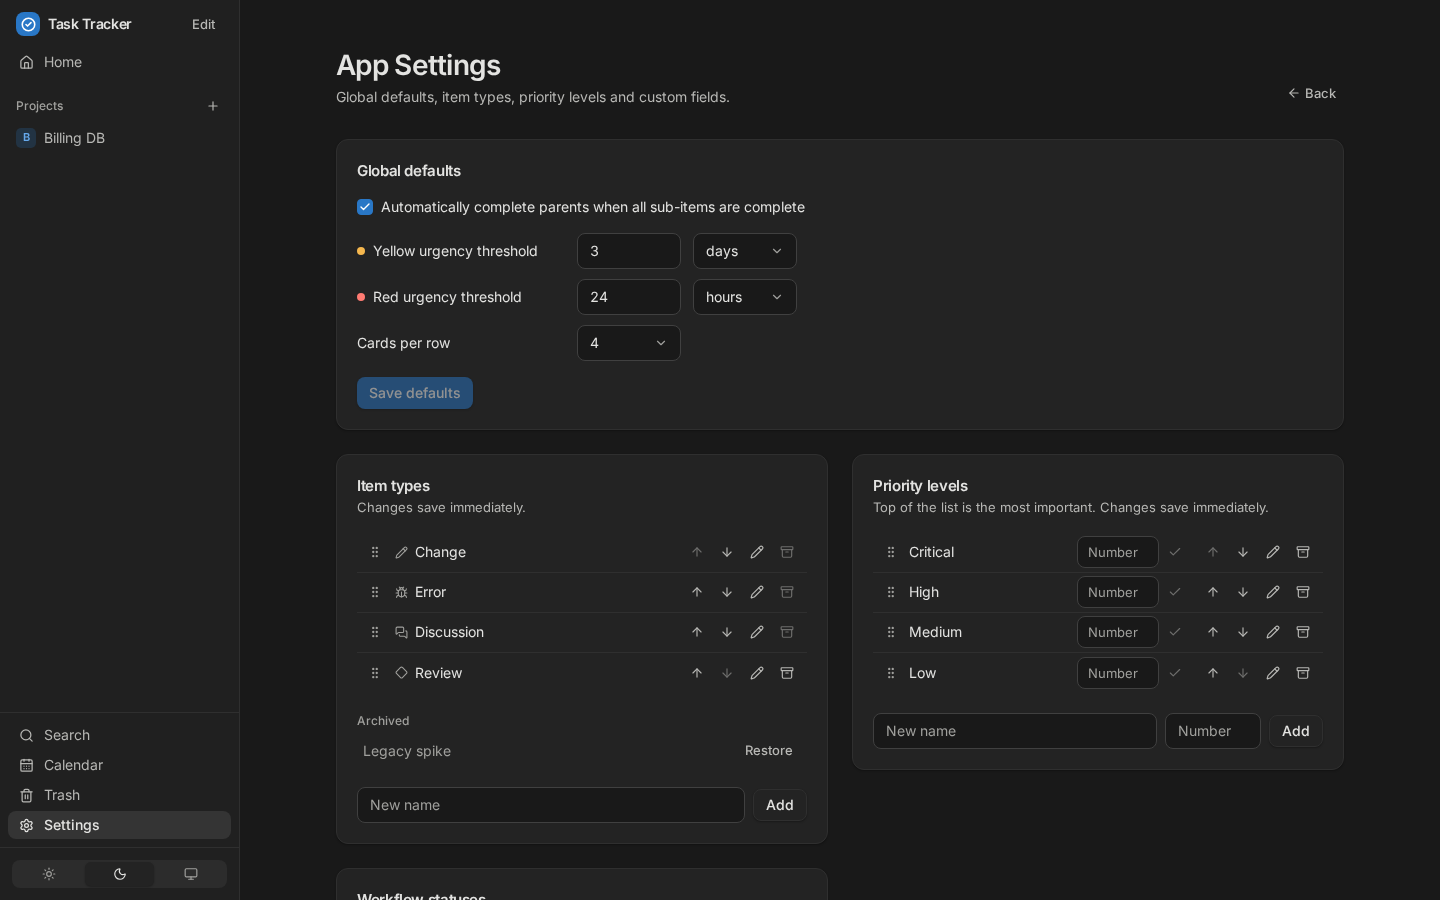 Task Tracker
Edit
Home
Projects
B
Billing DB
Search
Calendar
Trash
Settings
App Settings
Global defaults, item types, priority levels and custom fields.
Back
Global defaults
Automatically complete parents when all sub-items are complete
Yellow urgency threshold
3
days
Red urgency threshold
24
hours
Cards per row
4
Save defaults
Item types
Changes save immediately.
Change
Error
Discussion
Review
Archived
Legacy spike
Restore
New name
Add
Priority levels
Top of the list is the most important. Changes save immediately.
Critical
Number
High
Number
Medium
Number
Low
Number
New name
Number
Add
Workflow statuses